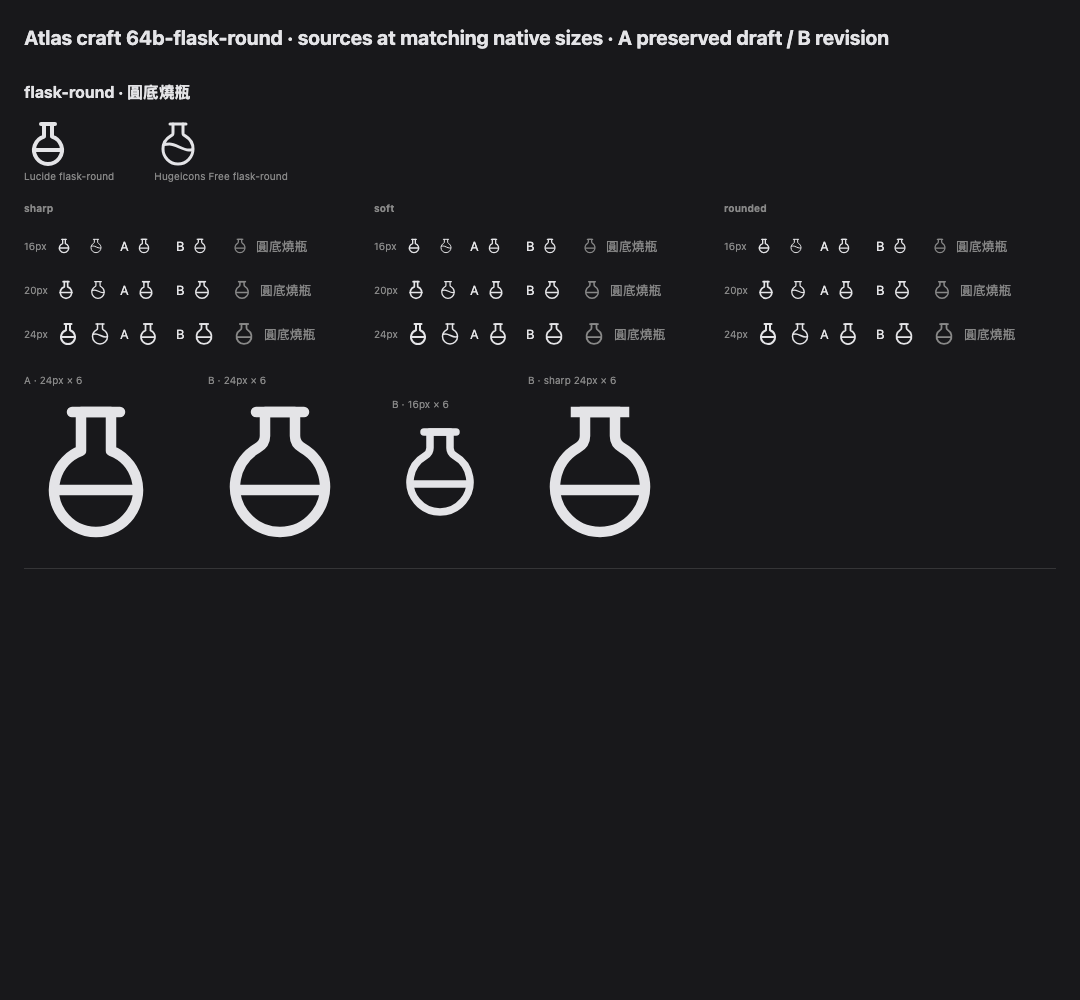 Atlas craft 64b-flask-round · sources at matching native sizes · A preserved draft / B revision
flask-round · 圓底燒瓶
Lucide flask-round
Hugeicons Free flask-round
sharp
soft
rounded
16px A B 圓底燒瓶
16px A B 圓底燒瓶
16px A B 圓底燒瓶
20px A B 圓底燒瓶
20px A B 圓底燒瓶
20px A B 圓底燒瓶
24px A B 圓底燒瓶
24px A B 圓底燒瓶
24px A B 圓底燒瓶
A · 24px × 6
B · 24px × 6
B · 16px × 6
B · sharp 24px × 6